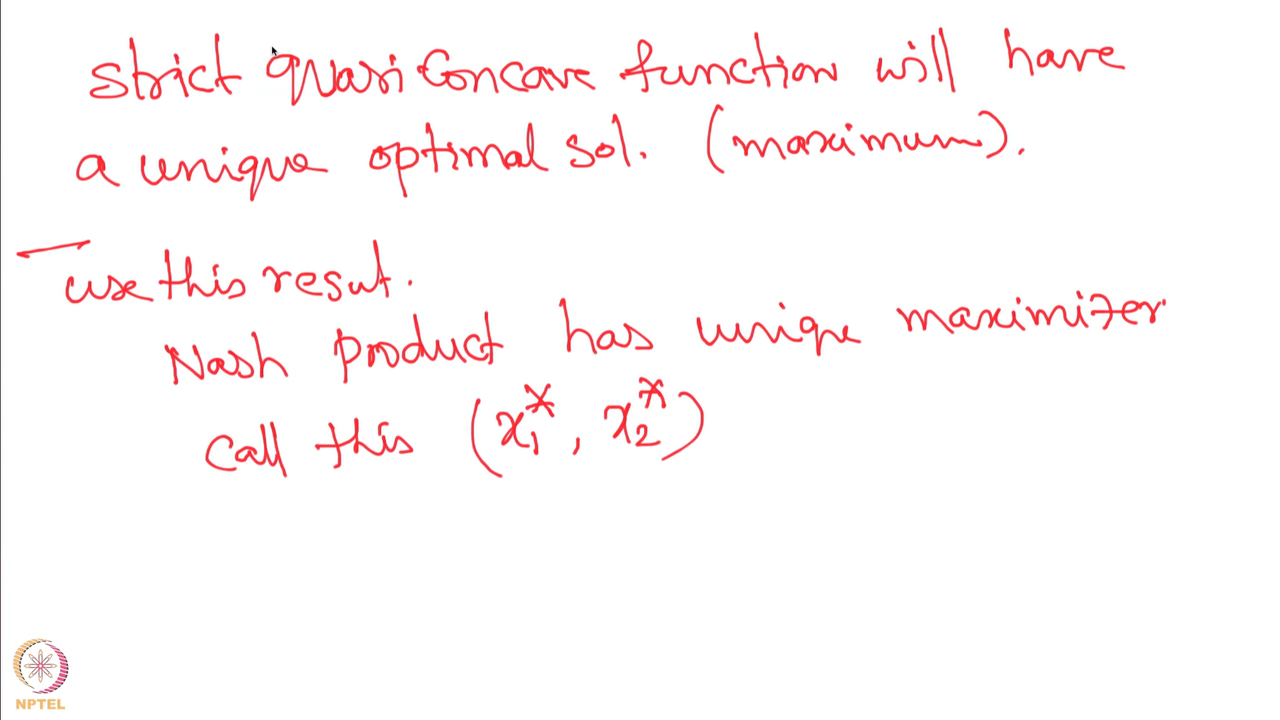 strict quasi Concave function will have
a unique optimal sol. (maximum).
use this resut.
Nash product has unique maximizer
call this (x₁*, x₂*)
NPTEL